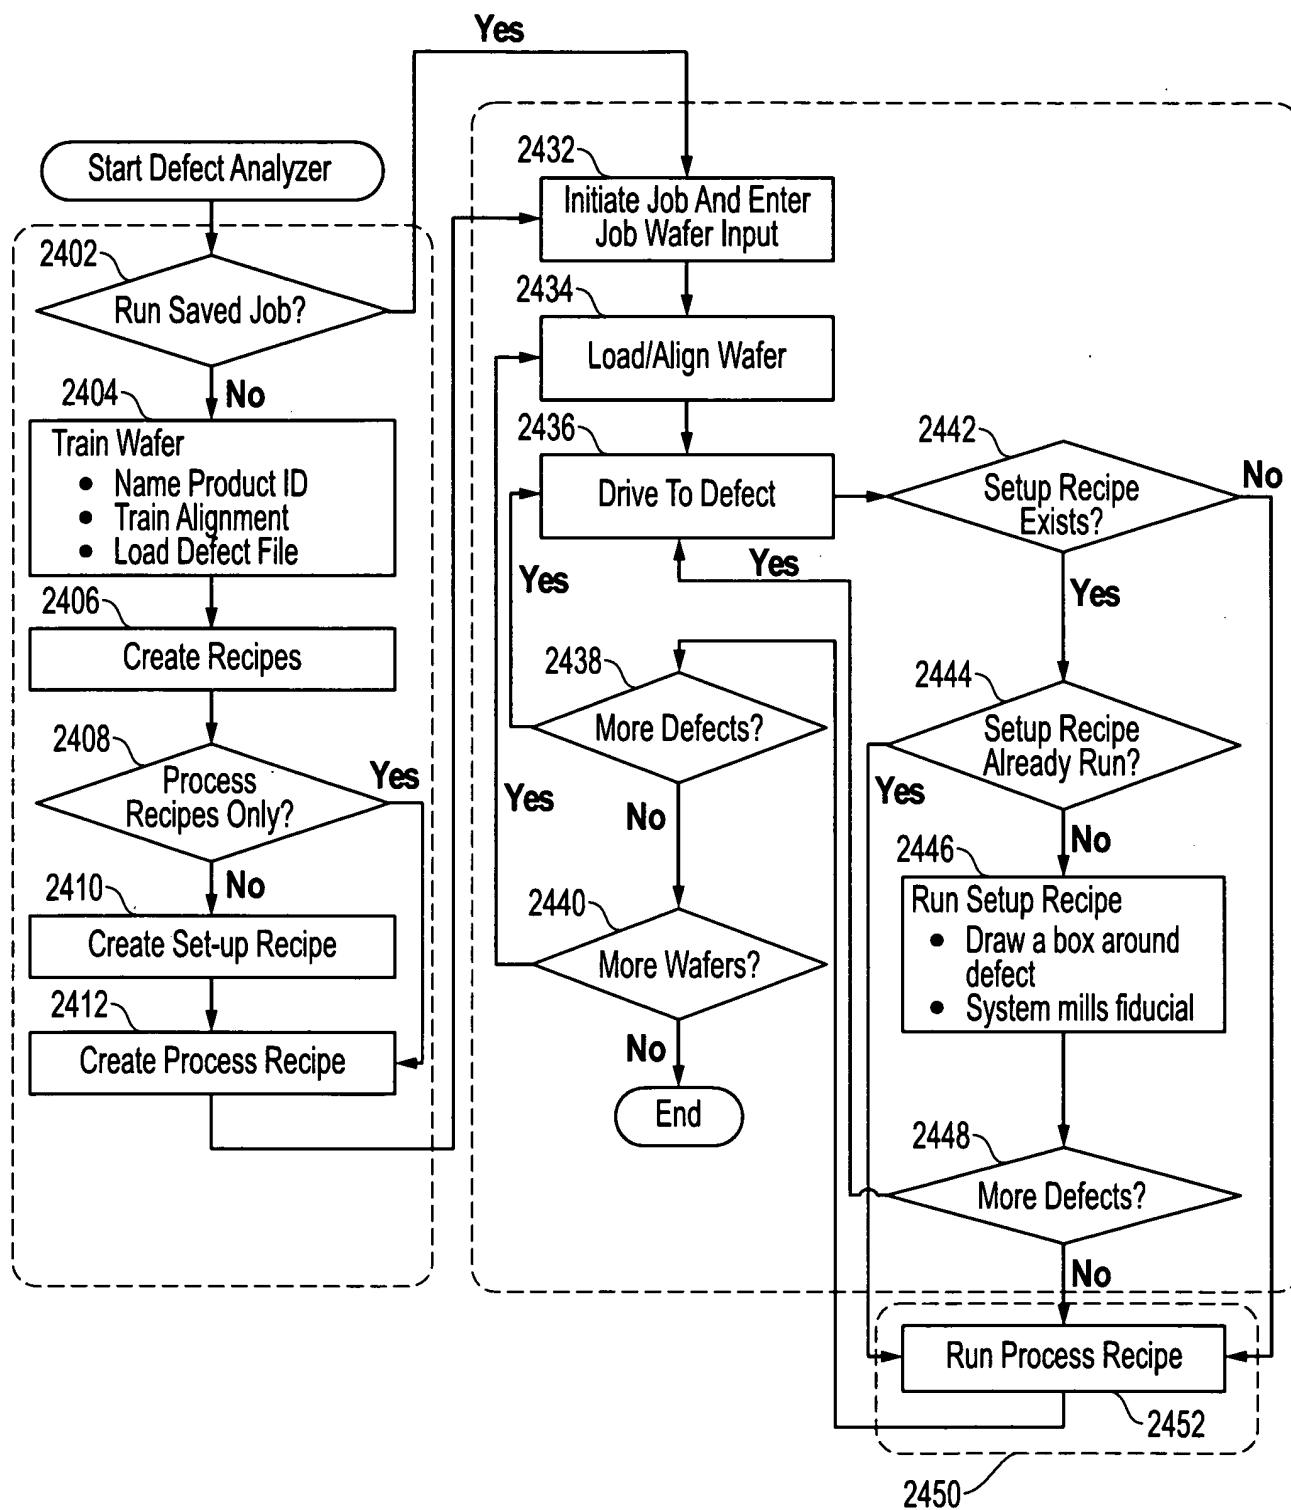 Yes
Start Defect Analyzer
2402
Run Saved Job?
No
2404
Train Wafer
● Name Product ID
● Train Alignment
● Load Defect File
2406
Create Recipes
2408
Process
Recipes Only?
Yes
No
2410
Create Set-up Recipe
2412
Create Process Recipe
2432
Initiate Job And Enter
Job Wafer Input
2434
Load/Align Wafer
2436
Drive To Defect
Yes
Yes
2438
More Defects?
Yes
No
2440
More Wafers?
No
End
2442
Setup Recipe
Exists?
No
Yes
2444
Setup Recipe
Already Run?
Yes
No
2446
Run Setup Recipe
● Draw a box around
defect
● System mills fiducial
2448
More Defects?
No
Run Process Recipe
2452
2450